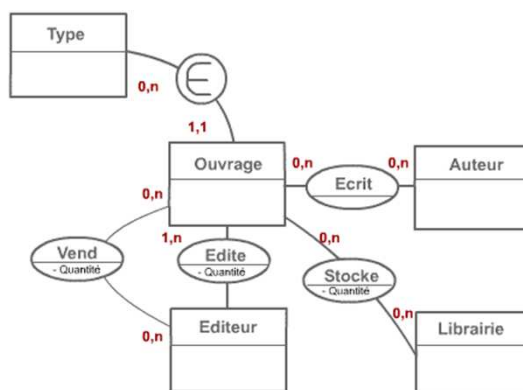 Type
∈
0,n
1,1
Ouvrage
0,n
Ecrit
0,n
Auteur
0,n
1,n
0,n
Vend
- Quantité
Edite
- Quantité
Stocke
- Quantité
0,n
Editeur
0,n
Librairie